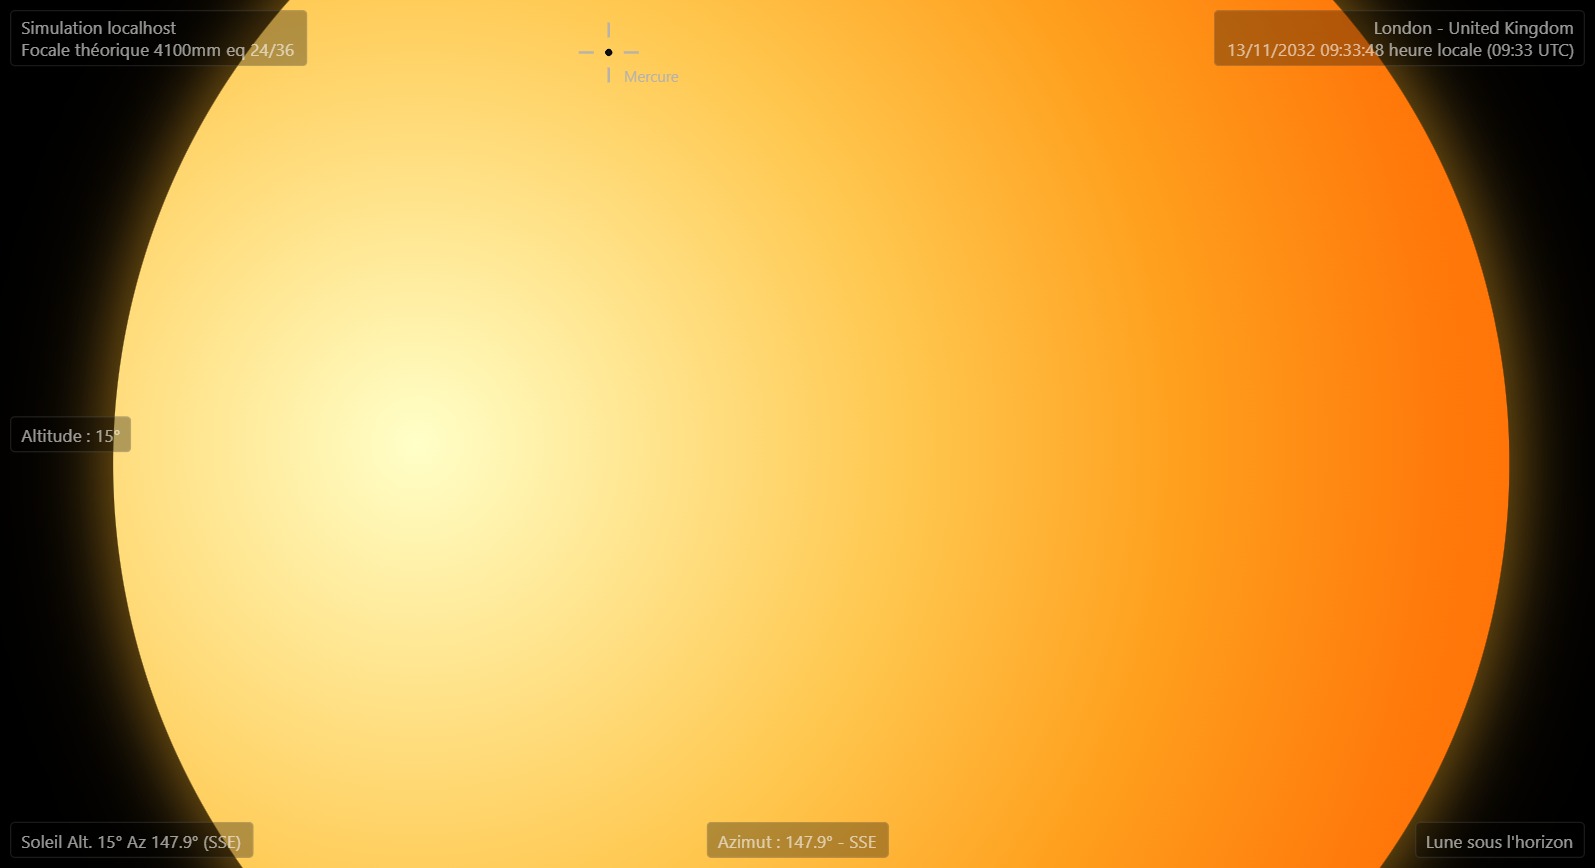 Simulation localhost
Focale théorique 4100mm eq 24/36
London - United Kingdom
13/11/2032 09:33:48 heure locale (09:33 UTC)
Mercure
Altitude : 15°
Soleil Alt. 15° Az 147.9° (SSE)
Azimut : 147.9° - SSE
Lune sous l'horizon